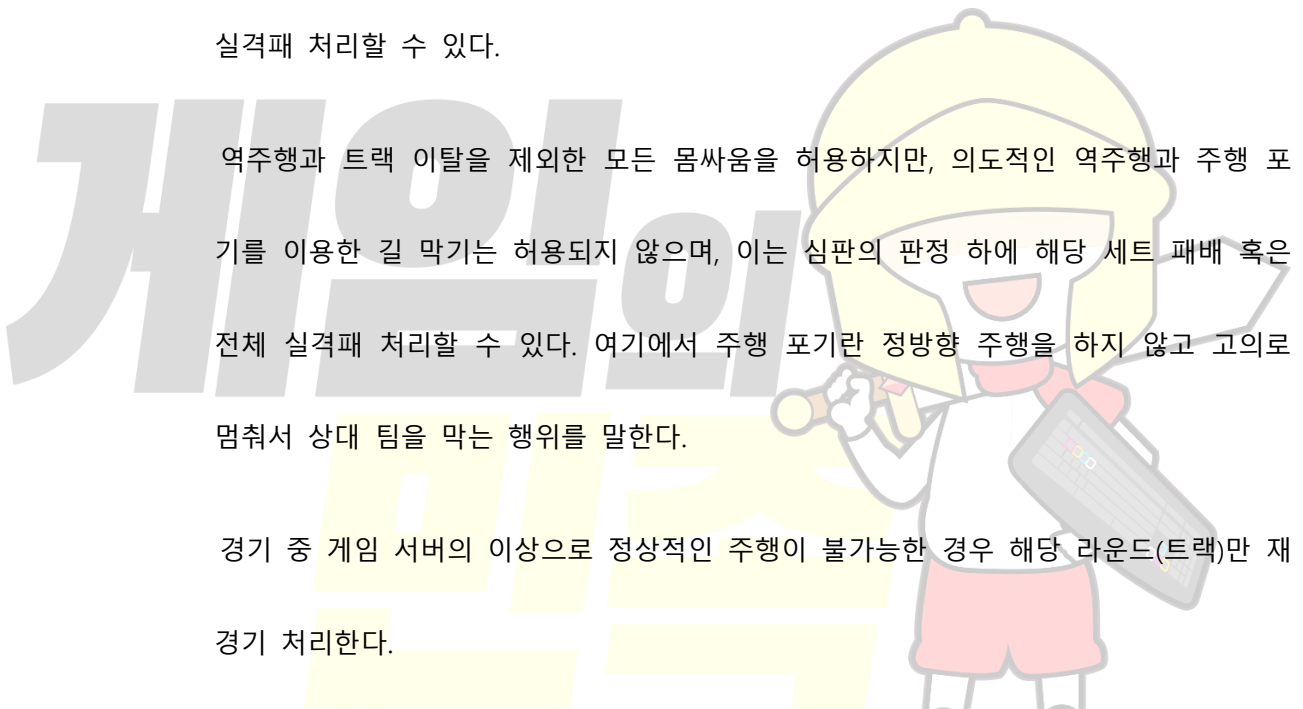 실격패 처리할 수 있다.
역주행과 트랙 이탈을 제외한 모든 몸싸움을 허용하지만, 의도적인 역주행과 주행 포
기를 이용한 길 막기는 허용되지 않으며, 이는 심판의 판정 하에 해당 세트 패배 혹은
전체 실격패 처리할 수 있다. 여기에서 주행 포기란 정방향 주행을 하지 않고 고의로
멈춰서 상대 팀을 막는 행위를 말한다.
경기 중 게임 서버의 이상으로 정상적인 주행이 불가능한 경우 해당 라운드(트랙)만 재
경기 처리한다.
게임의
민족